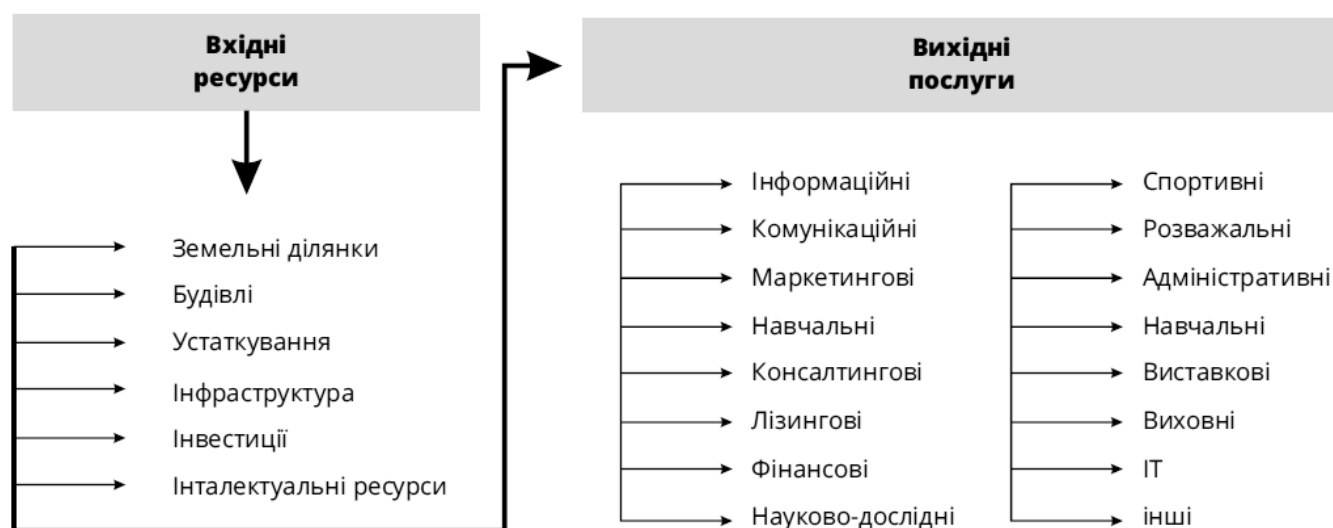 Вхідні
ресурси
Земельні ділянки
Будівлі
Устаткування
Інфраструктура
Інвестиції
Інталектуальні ресурси
Вихідні
послуги
Інформаційні
Комунікаційні
Маркетингові
Навчальні
Консалтингові
Лізингові
Фінансові
Науково-дослідні
Спортивні
Розважальні
Адміністративні
Навчальні
Виставкові
Виховні
ІТ
інші